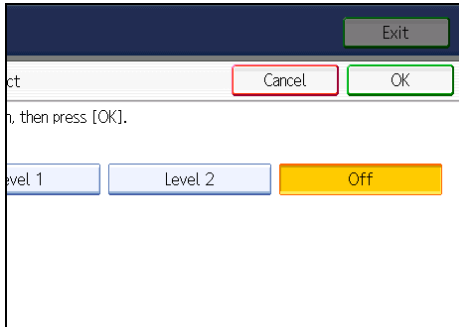 Exit
ct Cancel OK
n, then press [OK].
evel 1 Level 2 Off